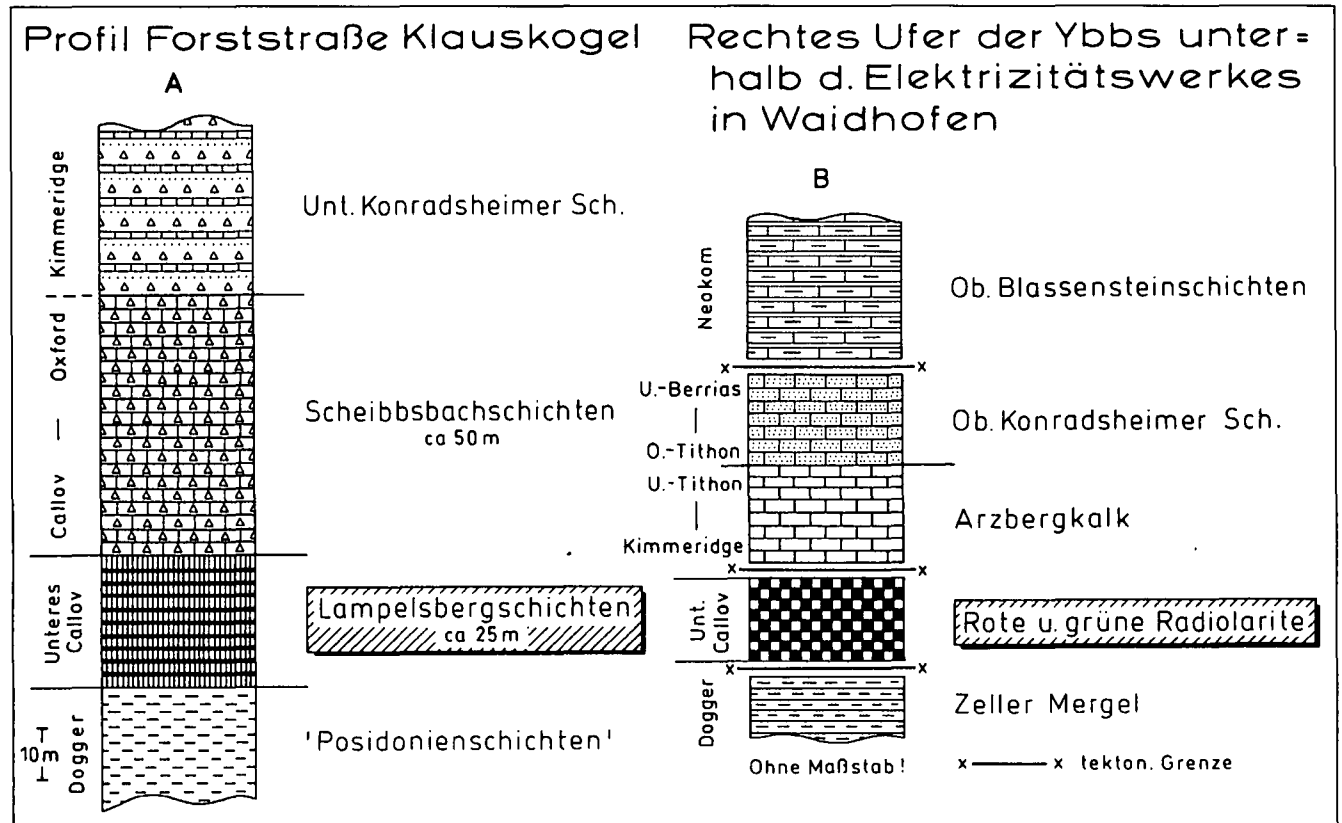 Profil Forststraße Klauskogel
A
Kimmeridge
Unt. Konradsheimer Sch.
Oxford
—
Callov
Scheibbsbachschichten
ca 50 m
Unteres
Callov
Lampelsbergschichten
ca 25 m
10 m
Dogger
'Posidonienschichten'
Rechtes Ufer der Ybbs unter=
halb d. Elektrizitätswerkes
in Waidhofen
B
Neokom
Ob. Blassensteinschichten
x x
U.-Berrias
O.-Tithon
Ob. Konradsheimer Sch.
U.-Tithon
Kimmeridge
Arzbergkalk
x x
Unt.
Callov
Rote u. grüne Radiolarite
x x
Dogger
Zeller Mergel
Ohne Maßstab!
x x tekton. Grenze